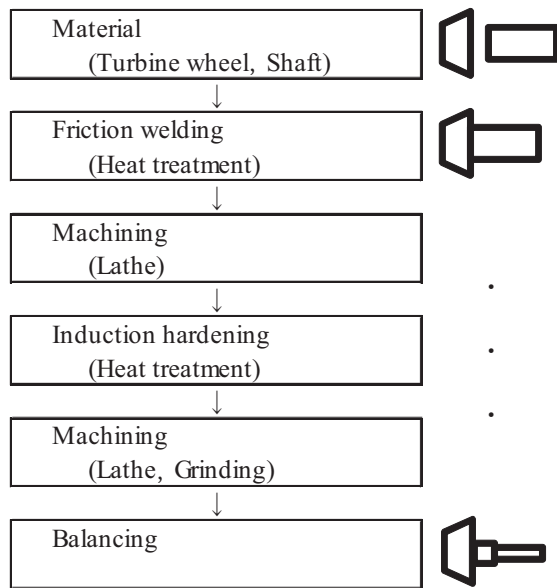 Material
(Turbine wheel, Shaft)
Friction welding
(Heat treatment)
Machining
(Lathe)
Induction hardening
(Heat treatment)
Machining
(Lathe, Grinding)
Balancing